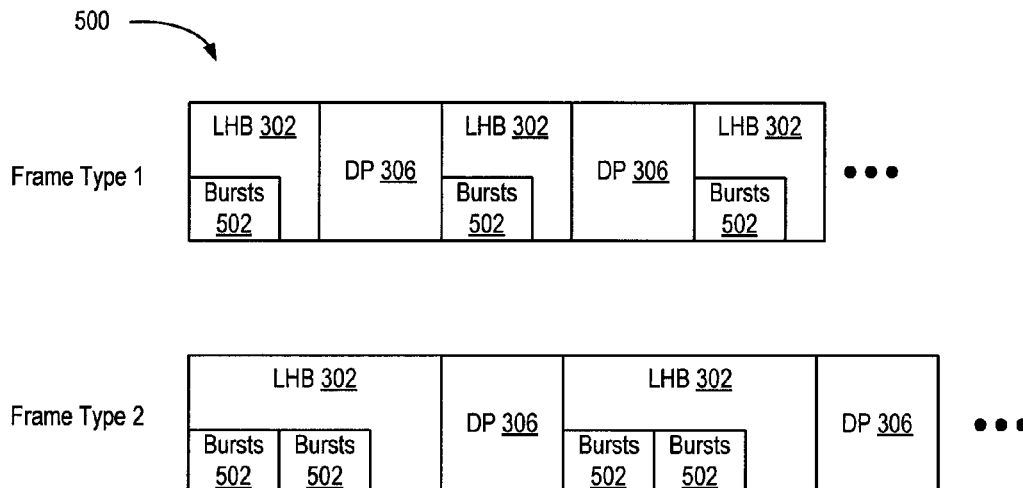 500
Frame Type 1
LHB 302
Bursts
502
DP 306
LHB 302
Bursts
502
DP 306
LHB 302
Bursts
502
Frame Type 2
LHB 302
Bursts
502
Bursts
502
DP 306
LHB 302
Bursts
502
Bursts
502
DP 306